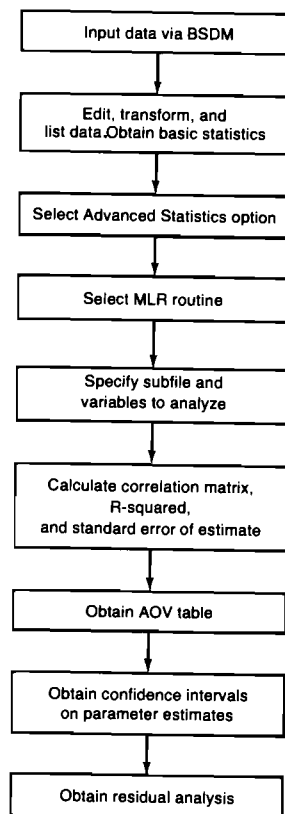 Input data via BSDM
Edit, transform, and
list data. Obtain basic statistics
Select Advanced Statistics option
Select MLR routine
Specify subfile and
variables to analyze
Calculate correlation matrix,
R-squared,
and standard error of estimate
Obtain AOV table
Obtain confidence intervals
on parameter estimates
Obtain residual analysis